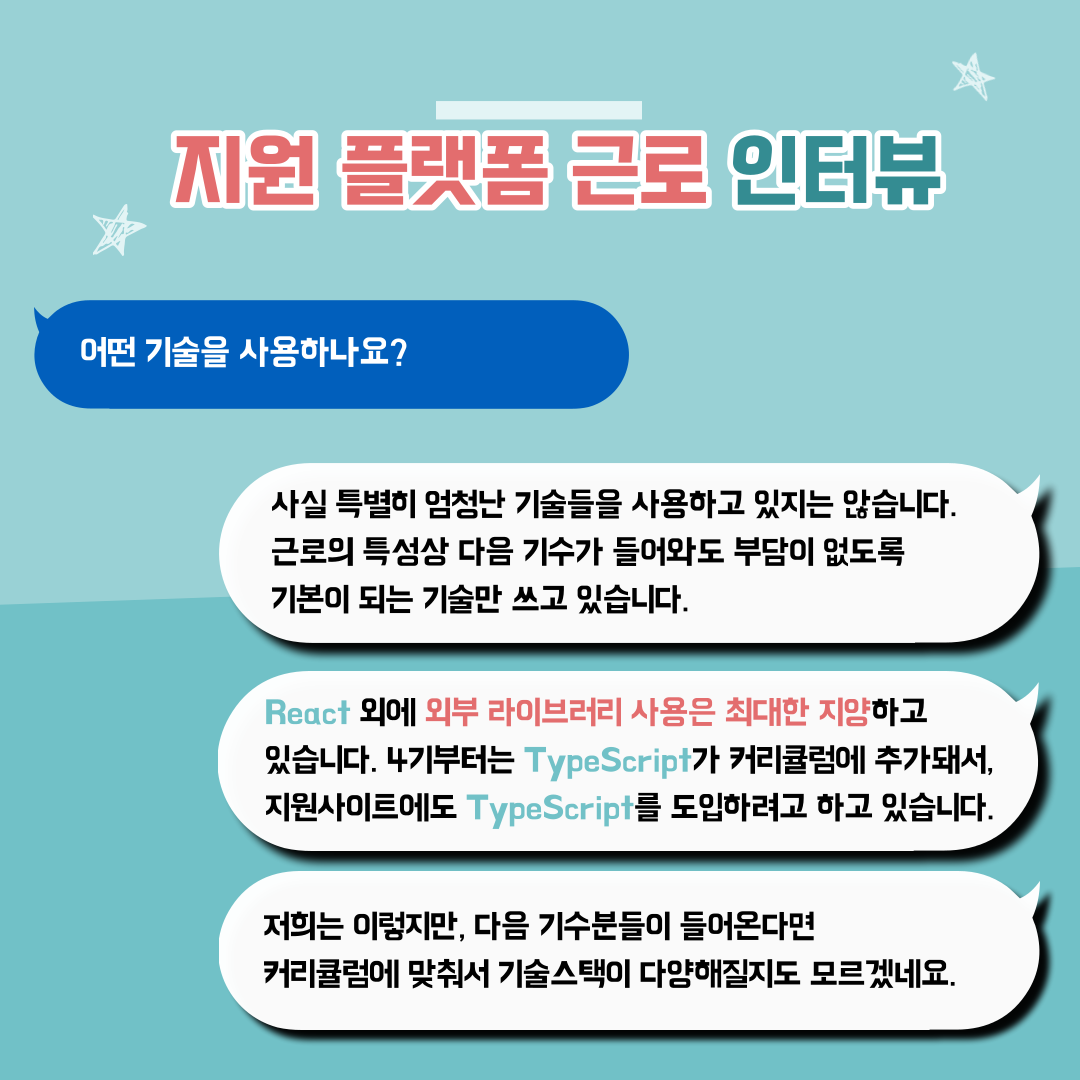 지원 플랫폼 근로 인터뷰
어떤 기술을 사용하나요?
사실 특별히 엄청난 기술들을 사용하고 있지는 않습니다.
근로의 특성상 다음 기수가 들어와도 부담이 없도록
기본이 되는 기술만 쓰고 있습니다.
React 외에 외부 라이브러리 사용은 최대한 지양하고
있습니다. 4기부터는 TypeScript가 커리큘럼에 추가돼서,
지원사이트에도 TypeScript를 도입하려고 하고 있습니다.
저희는 이렇지만, 다음 기수분들이 들어온다면
커리큘럼에 맞춰서 기술스택이 다양해질지도 모르겠네요.